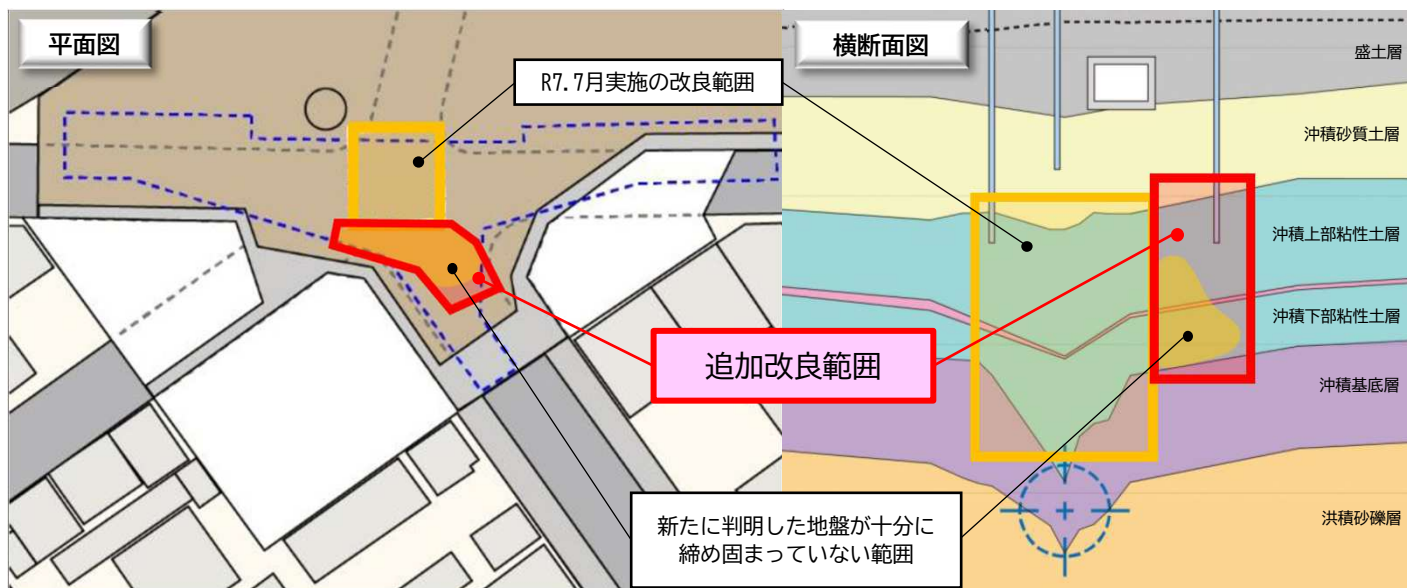 平面図
横断面図
R7.7月実施の改良範囲
盛土層
沖積砂質土層
沖積上部粘性土層
沖積下部粘性土層
追加改良範囲
沖積基底層
新たに判明した地盤が十分に
締め固まっていない範囲
洪積砂礫層